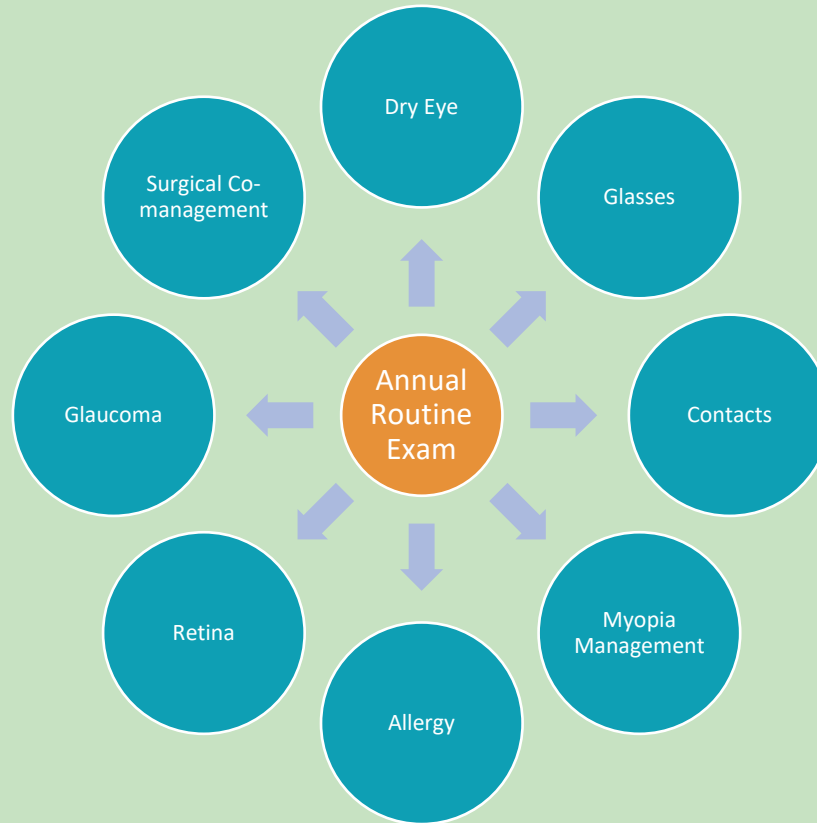 Dry Eye
Surgical Co-
management
Glasses
Glaucoma
Annual
Routine
Exam
Contacts
Retina
Myopia
Management
Allergy